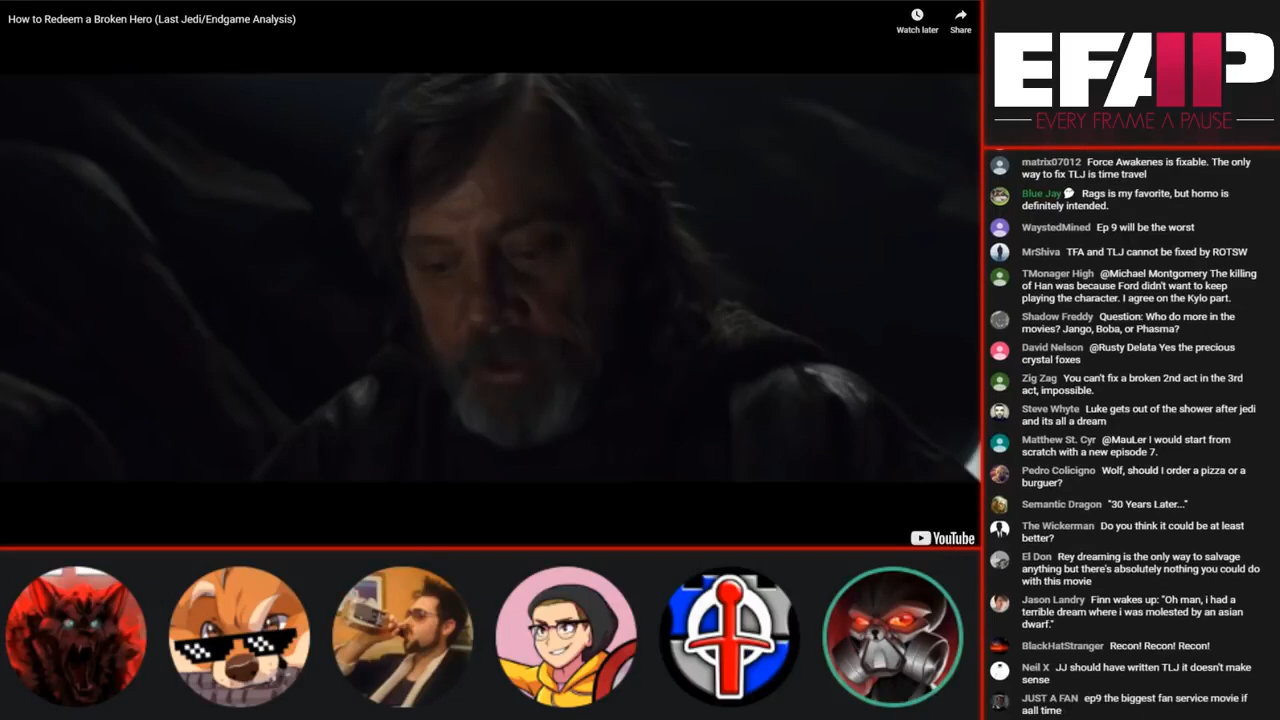 How to Redeem a Broken Hero (Last Jedi/Endgame Analysis)
Watch later
Share
YouTube
EFAP
EVERY FRAME A PAUSE
matrix07012 Force Awakenes is fixable. The only
way to fix TLJ is time travel
Blue Jay Rags is my favorite, but homo is
definitely intended.
WaystedMined Ep 9 will be the worst
MrShiva TFA and TLJ cannot be fixed by ROTSW
TMonager High @Michael Montgomery The killing
of Han was because Ford didn't want to keep
playing the character. I agree on the Kylo part.
Shadow Freddy Question: Who do more in the
movies? Jango, Boba, or Phasma?
David Nelson @Rusty Delata Yes the precious
crystal foxes
Zig Zag You can't fix a broken 2nd act in the 3rd
act, impossible.
Steve Whyte Luke gets out of the shower after jedi
and its all a dream
Matthew St. Cyr @MauLer I would start from
scratch with a new episode 7.
Pedro Colicigno Wolf, should I order a pizza or a
burguer?
Semantic Dragon "30 Years Later..."
The Wickerman Do you think it could be at least
better?
El Don Rey dreaming is the only way to salvage
anything but there's absolutely nothing you could do
with this movie
Jason Landry Finn wakes up: "Oh man, i had a
terrible dream where i was molested by an asian
dwarf."
BlackHatStranger Recon! Recon! Recon!
Neil X JJ should have written TLJ it doesn't make
sense
JUST A FAN ep9 the biggest fan service movie if
aall time